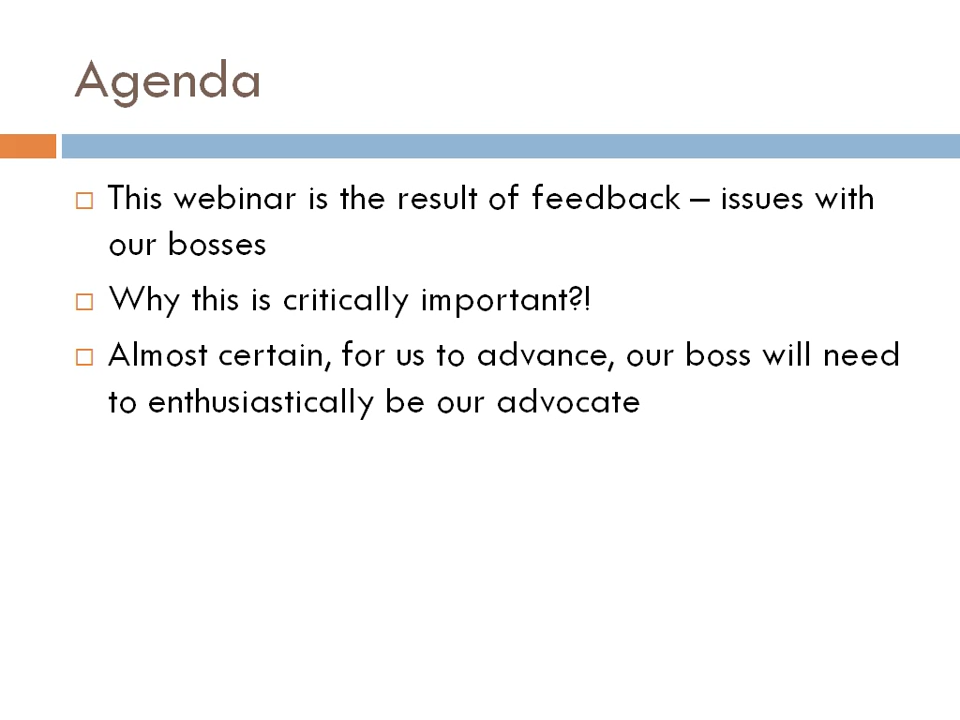 Agenda
This webinar is the result of feedback – issues with
our bosses
Why this is critically important?!
Almost certain, for us to advance, our boss will need
to enthusiastically be our advocate